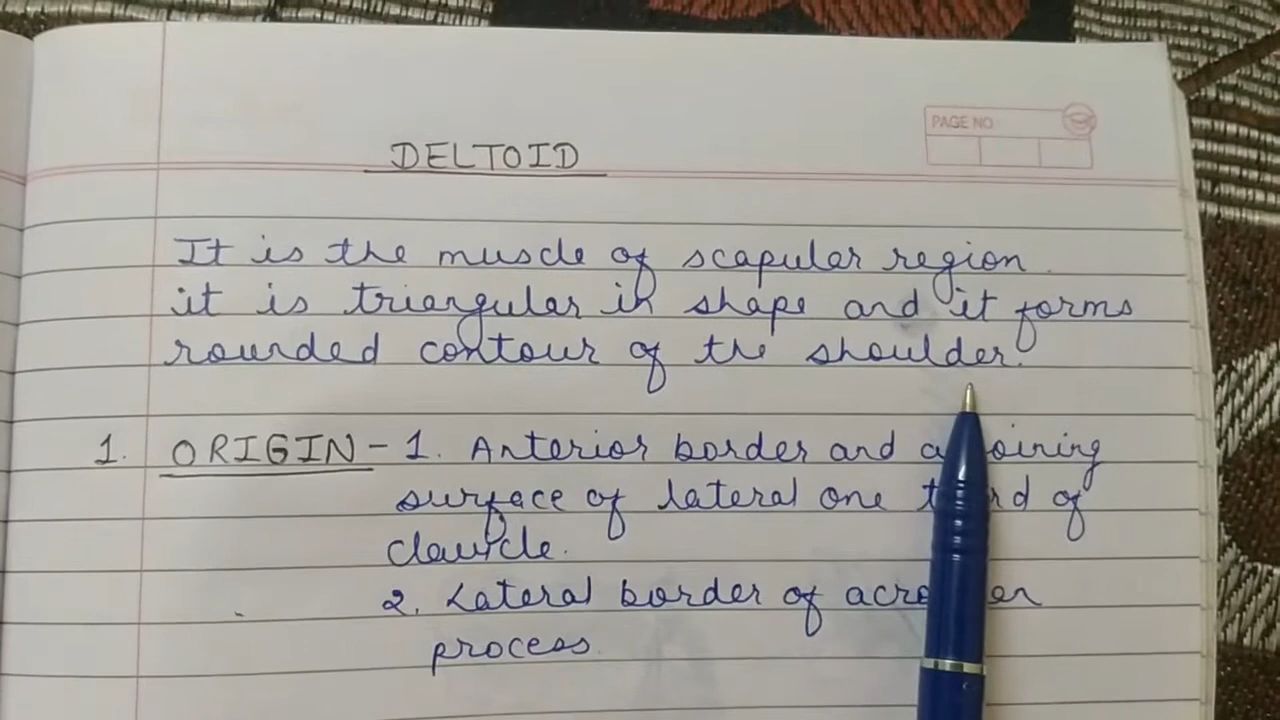 PAGE NO
DELTOID
It is the muscle of scapular region.
it is triangular in shape and it forms
rounded contour of the shoulder.
1. ORIGIN - 1. Anterior border and
surface of lateral one of
clavicle.
2. Lateral border of
process.